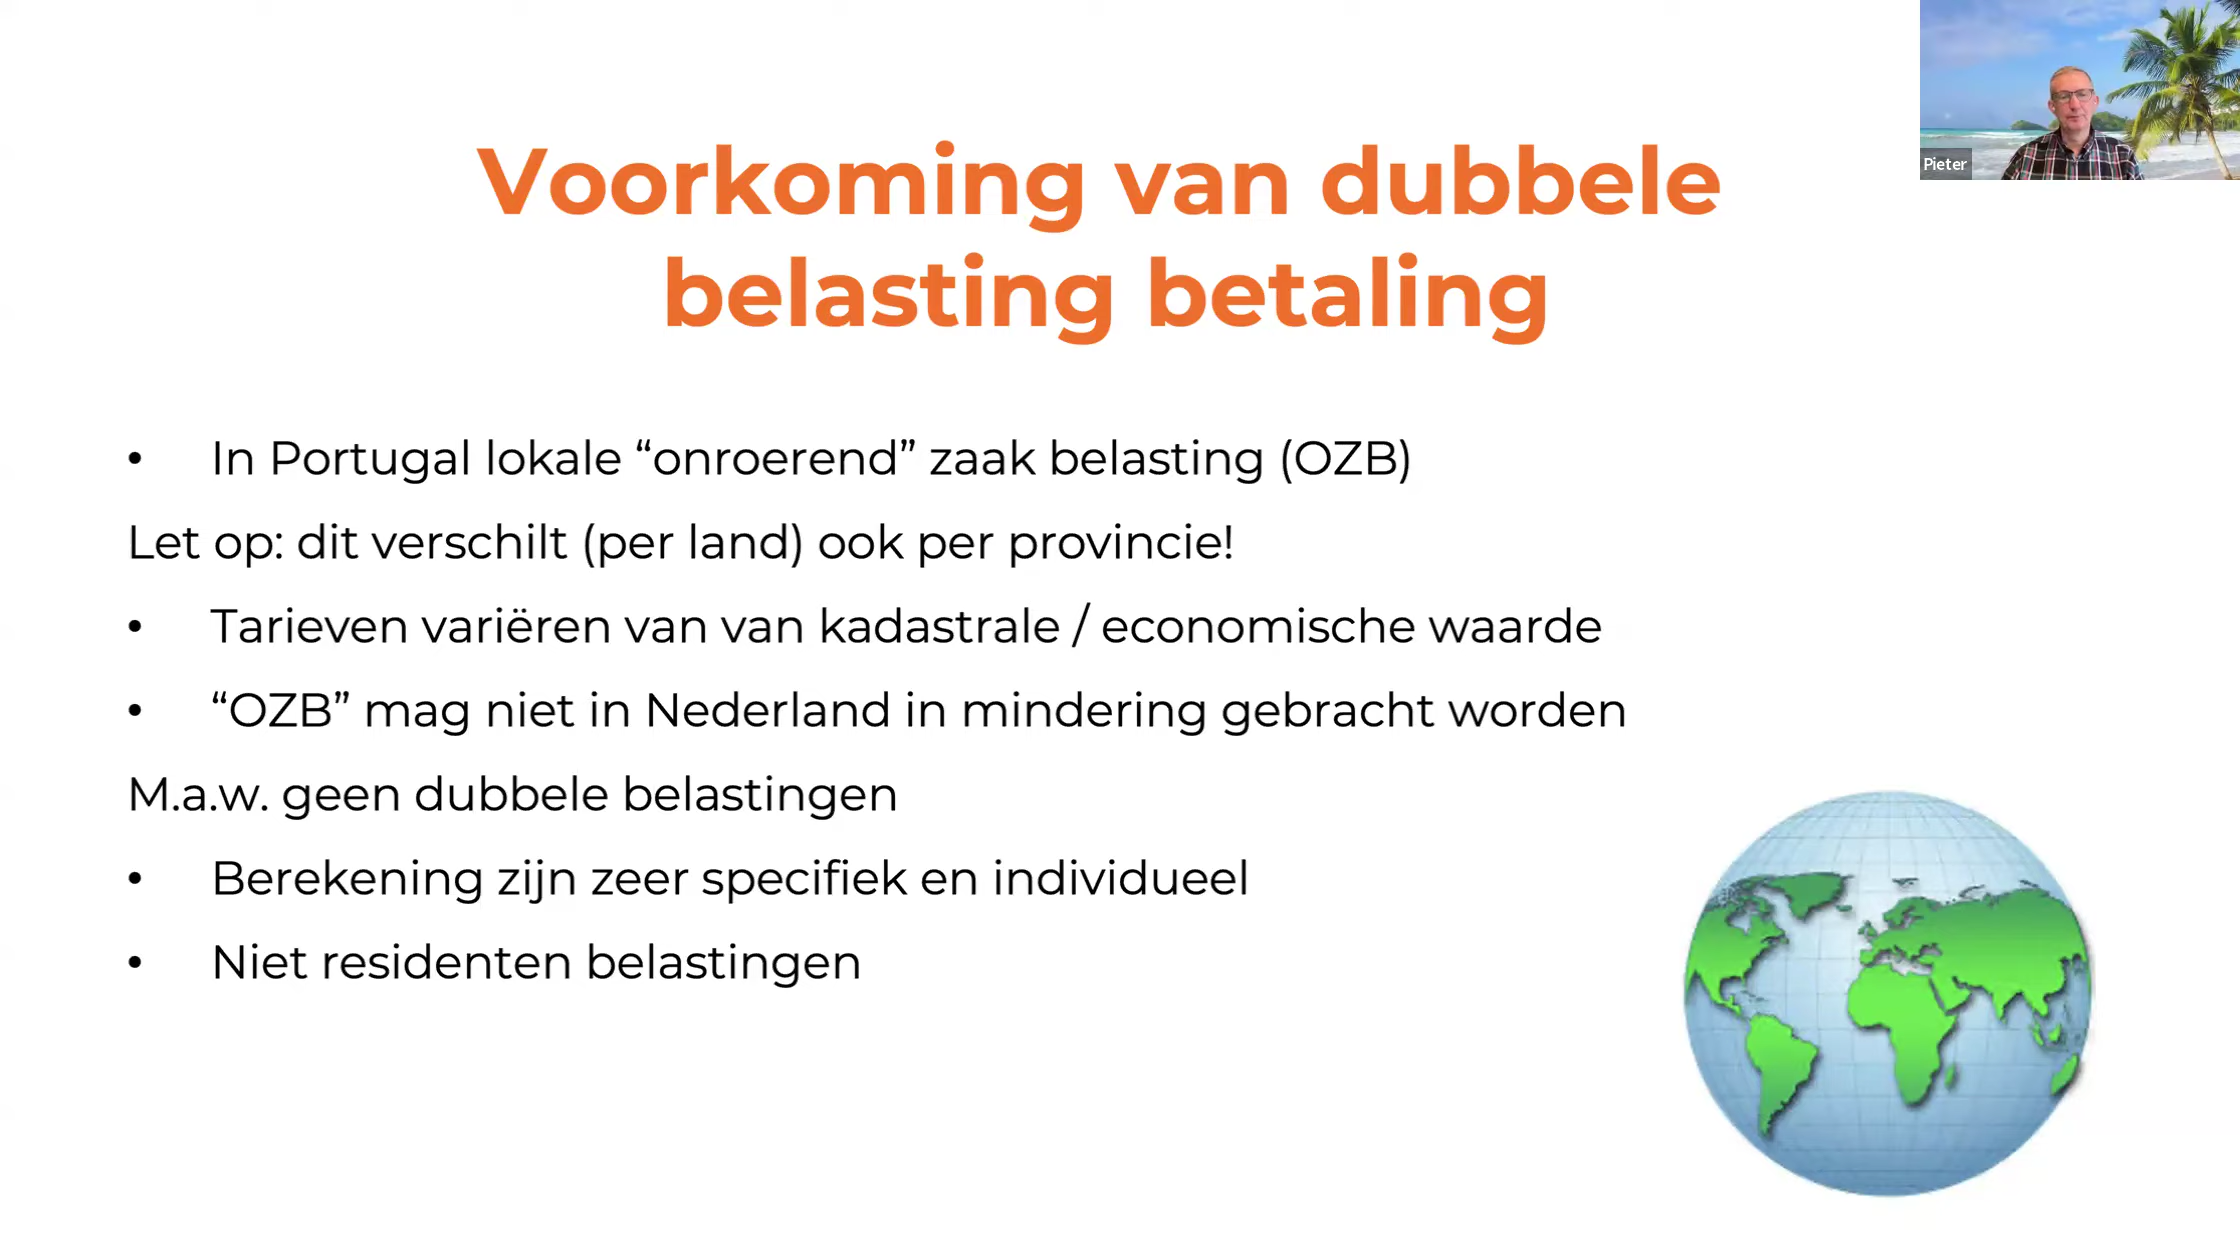 Pieter
Voorkoming van dubbele
belasting betaling
• In Portugal lokale “onroerend” zaak belasting (OZB)
Let op: dit verschilt (per land) ook per provincie!
• Tarieven variëren van van kadastrale / economische waarde
• “OZB” mag niet in Nederland in mindering gebracht worden
M.a.w. geen dubbele belastingen
• Berekening zijn zeer specifiek en individueel
• Niet residenten belastingen